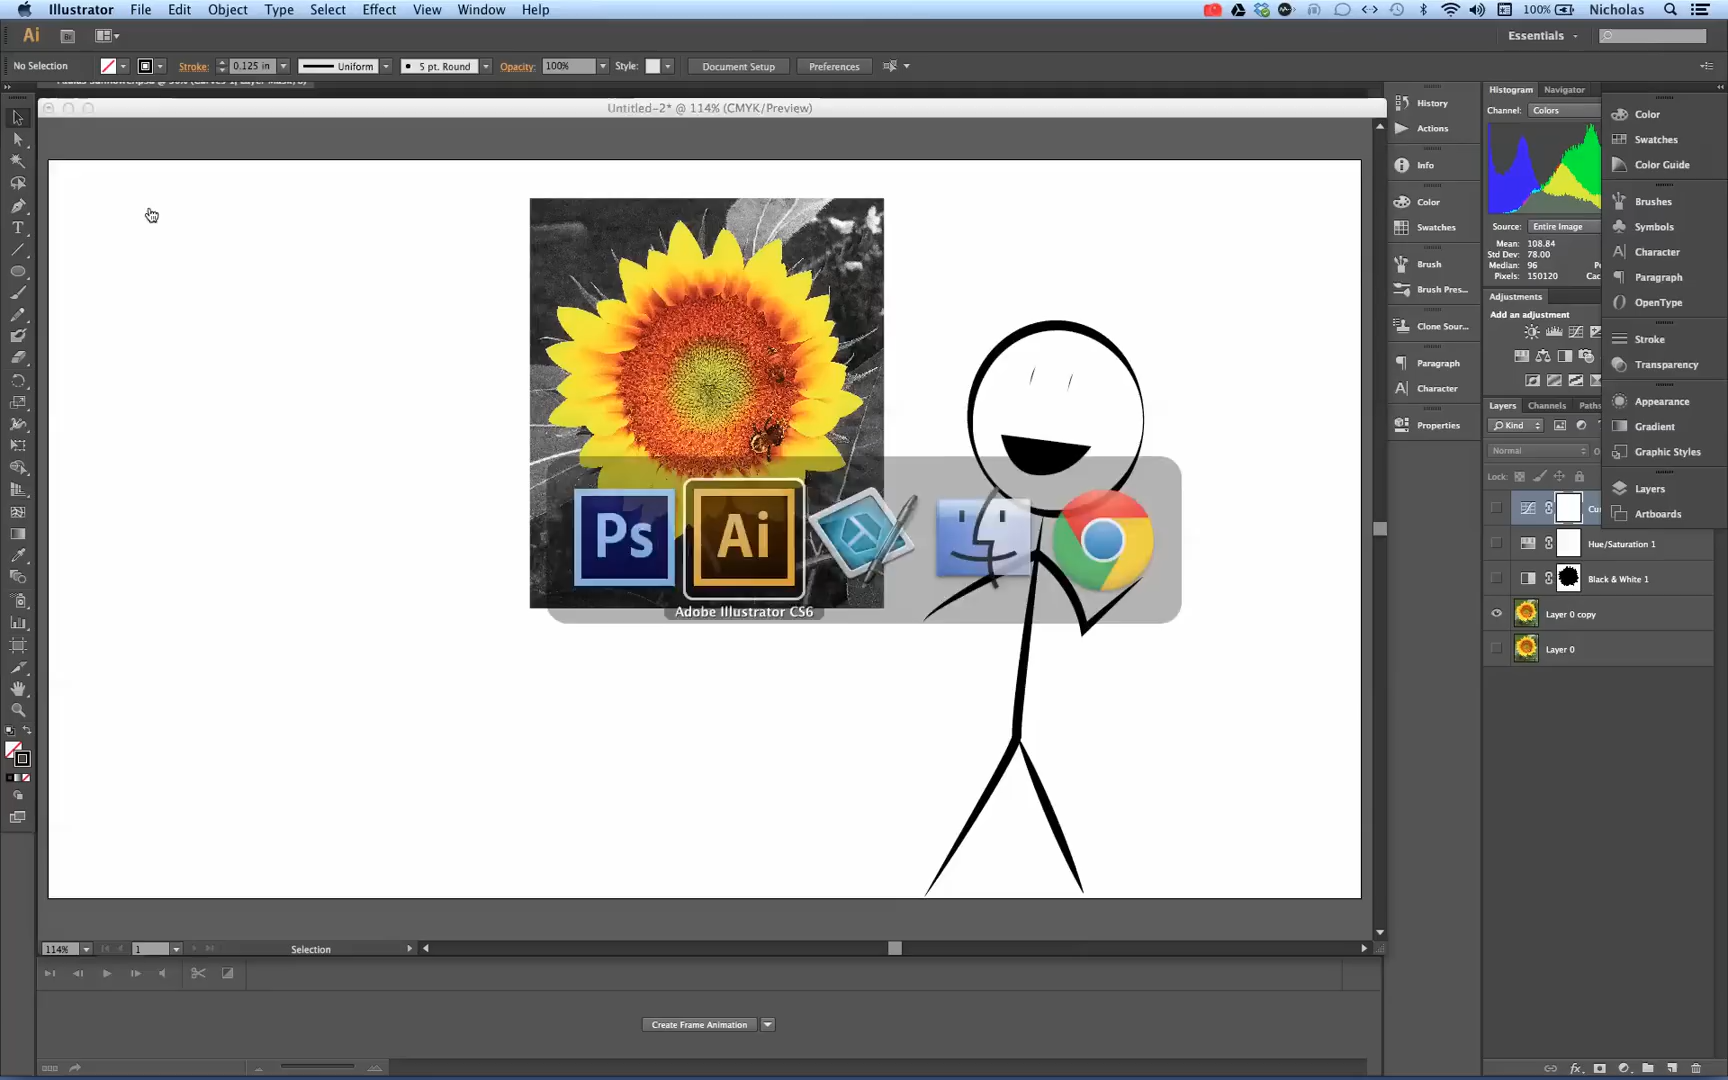 Illustrator File Edit Object Type Select Effect View Window Help
100% Nicholas
Ai Br Essentials
No Selection Stroke: 0.125 in Uniform 5 pt. Round Opacity: 100% Style: Document Setup Preferences
Untitled-2* @ 114% (CMYK/Preview)
History
Actions
Info
Color
Swatches
Brush
Brush Pres...
Clone Sour...
Paragraph
Character
Properties
Histogram Navigator
Channel: Colors
Source: Entire Image
Mean: 108.84
Std Dev: 78.00
Median: 96
Pixels: 150120
Adjustments
Add an adjustment
Layers Channels Paths
Kind
Normal
Lock:
Hue/Saturation 1
Black & White 1
Layer 0 copy
Layer 0
Color
Swatches
Color Guide
Brushes
Symbols
Character
Paragraph
OpenType
Stroke
Transparency
Appearance
Gradient
Graphic Styles
Layers
Artboards
Ps Ai
Adobe Illustrator CS6
114% 1 Selection
Create Frame Animation
fx